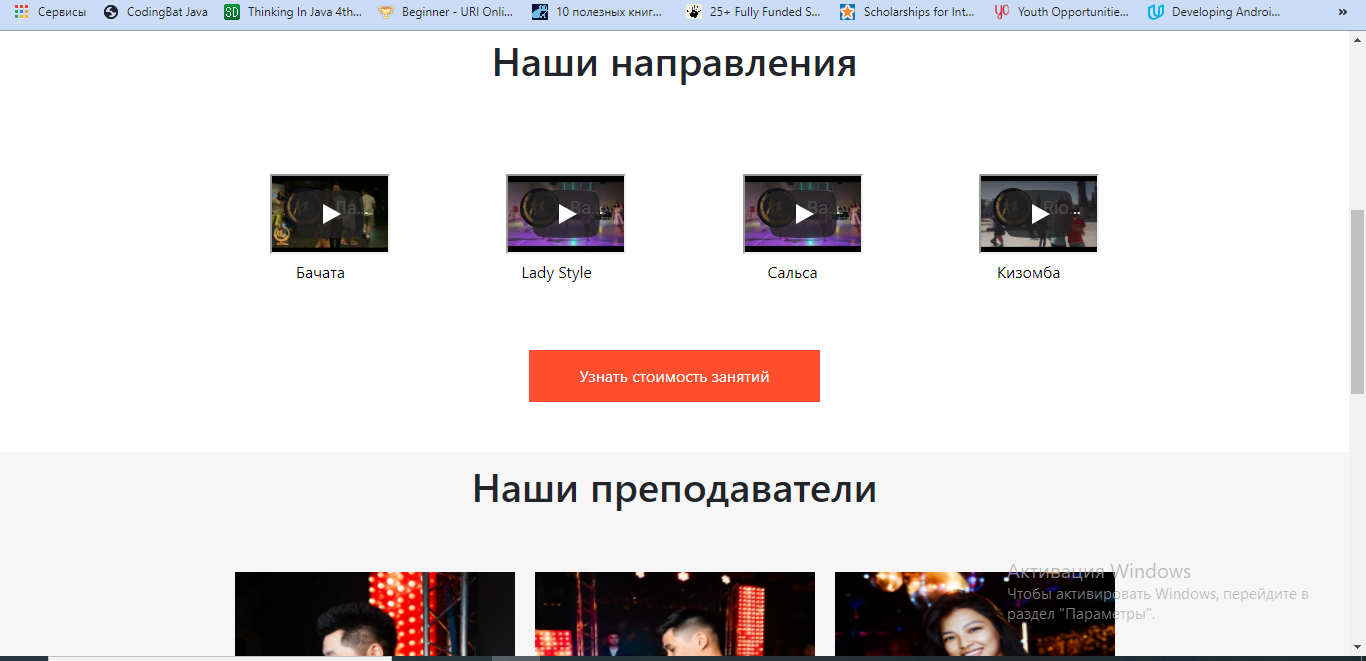 Сервисы CodingBat Java Thinking In Java 4th... Beginner - URI Onli... 10 полезных книг... 25+ Fully Funded S... Scholarships for Int... Youth Opportunitie... Developing Androi... »
Наши направления
Па...
Ba...
Ba...
Rio...
Бачата
Lady Style
Сальса
Кизомба
Узнать стоимость занятий
Наши преподаватели
Активация Windows
Чтобы активировать Windows, перейдите в
раздел "Параметры".